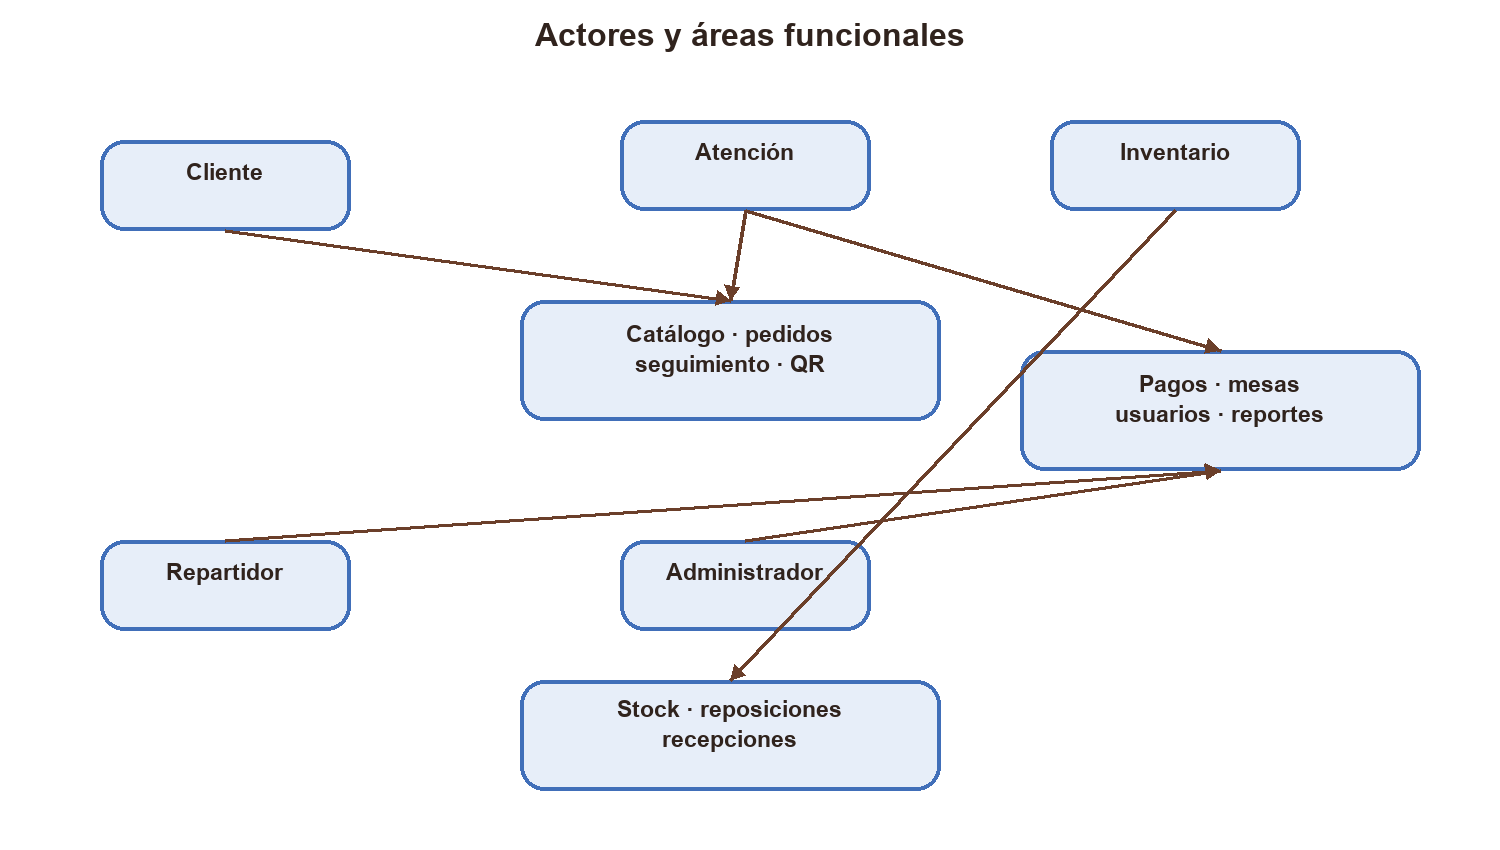 Actores y áreas funcionales
Cliente
Atención
Inventario
Catálogo · pedidos
seguimiento · QR
Pagos · mesas
usuarios · reportes
Repartidor
Administrador
Stock · reposiciones
recepciones